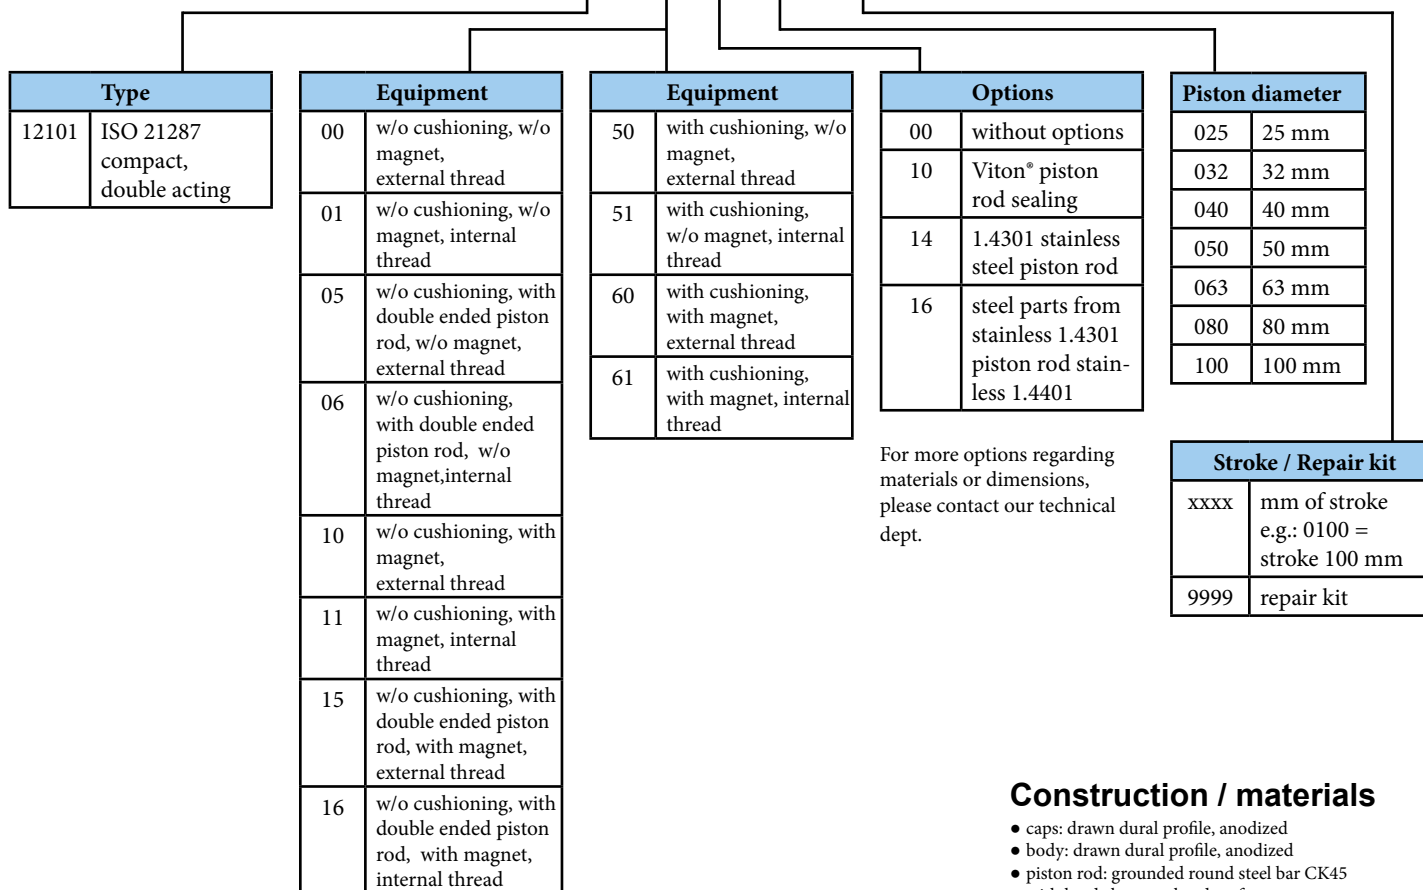 Type
12101 ISO 21287
compact,
double acting
Equipment
00 w/o cushioning, w/o
magnet,
external thread
01 w/o cushioning, w/o
magnet, internal
thread
05 w/o cushioning, with
double ended piston
rod, w/o magnet,
external thread
06 w/o cushioning,
with double ended
piston rod, w/o
magnet,internal
thread
10 w/o cushioning, with
magnet,
external thread
11 w/o cushioning, with
magnet, internal
thread
15 w/o cushioning, with
double ended piston
rod, with magnet,
external thread
16 w/o cushioning, with
double ended piston
rod, with magnet,
internal thread
Equipment
50 with cushioning, w/o
magnet,
external thread
51 with cushioning,
w/o magnet, internal
thread
60 with cushioning,
with magnet,
external thread
61 with cushioning,
with magnet, internal
thread
Options
00 without options
10 Viton® piston
rod sealing
14 1.4301 stainless
steel piston rod
16 steel parts from
stainless 1.4301
piston rod stain-
less 1.4401
For more options regarding
materials or dimensions,
please contact our technical
dept.
Piston diameter
025 25 mm
032 32 mm
040 40 mm
050 50 mm
063 63 mm
080 80 mm
100 100 mm
Stroke / Repair kit
xxxx mm of stroke
e.g.: 0100 =
stroke 100 mm
9999 repair kit
Construction / materials
● caps: drawn dural profile, anodized
● body: drawn dural profile, anodized
● piston rod: grounded round steel bar CK45